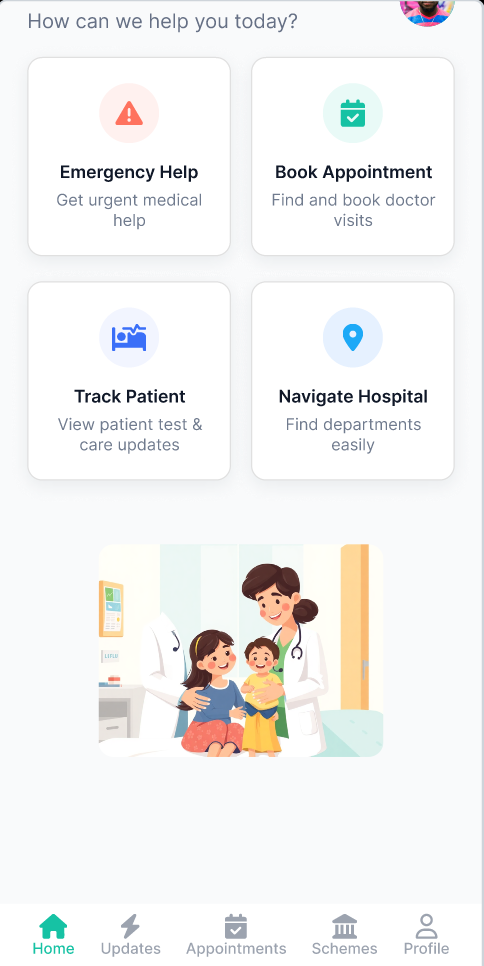 How can we help you today?
Emergency Help
Get urgent medical
help
Book Appointment
Find and book doctor
visits
Track Patient
View patient test &
care updates
Navigate Hospital
Find departments
easily
Home
Updates
Appointments
Schemes
Profile